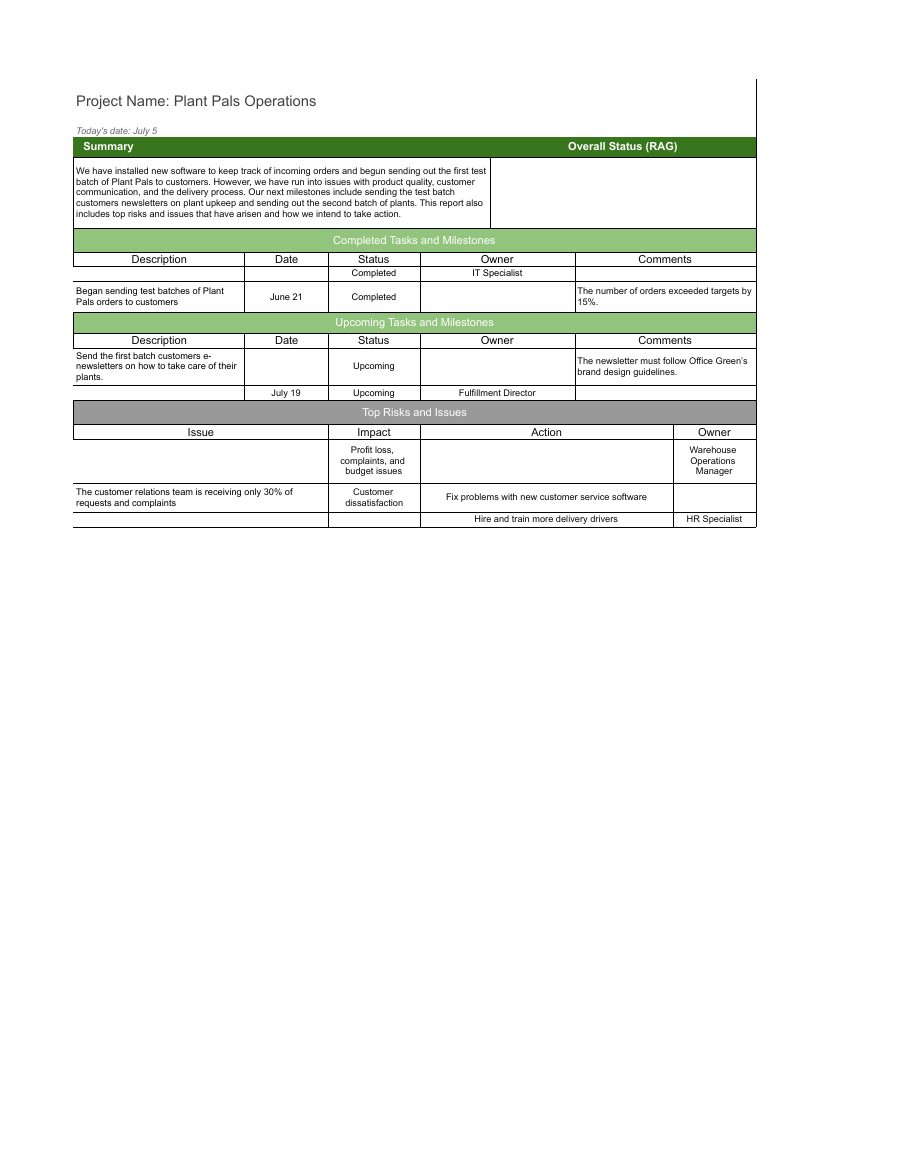 Project Name: Plant Pals Operations
Today's date: July 5
Summary Overall Status (RAG)
We have installed new software to keep track of incoming orders and begun sending out the first test
batch of Plant Pals to customers. However, we have run into issues with product quality, customer
communication, and the delivery process. Our next milestones include sending the test batch
customers newsletters on plant upkeep and sending out the second batch of plants. This report also
includes top risks and issues that have arisen and how we intend to take action.
Completed Tasks and Milestones
Description Date Status Owner Comments
Completed IT Specialist
Began sending test batches of Plant
Pals orders to customers
June 21
Completed
The number of orders exceeded targets by
15%.
Upcoming Tasks and Milestones
Description Date Status Owner Comments
Send the first batch customers e-
newsletters on how to take care of their
plants.
Upcoming
The newsletter must follow Office Green's
brand design guidelines.
July 19 Upcoming Fulfillment Director
Top Risks and Issues
Issue Impact Action Owner
Profit loss,
complaints, and
budget issues
Warehouse
Operations
Manager
The customer relations team is receiving only 30% of
requests and complaints
Customer
dissatisfaction
Fix problems with new customer service software
Hire and train more delivery drivers HR Specialist